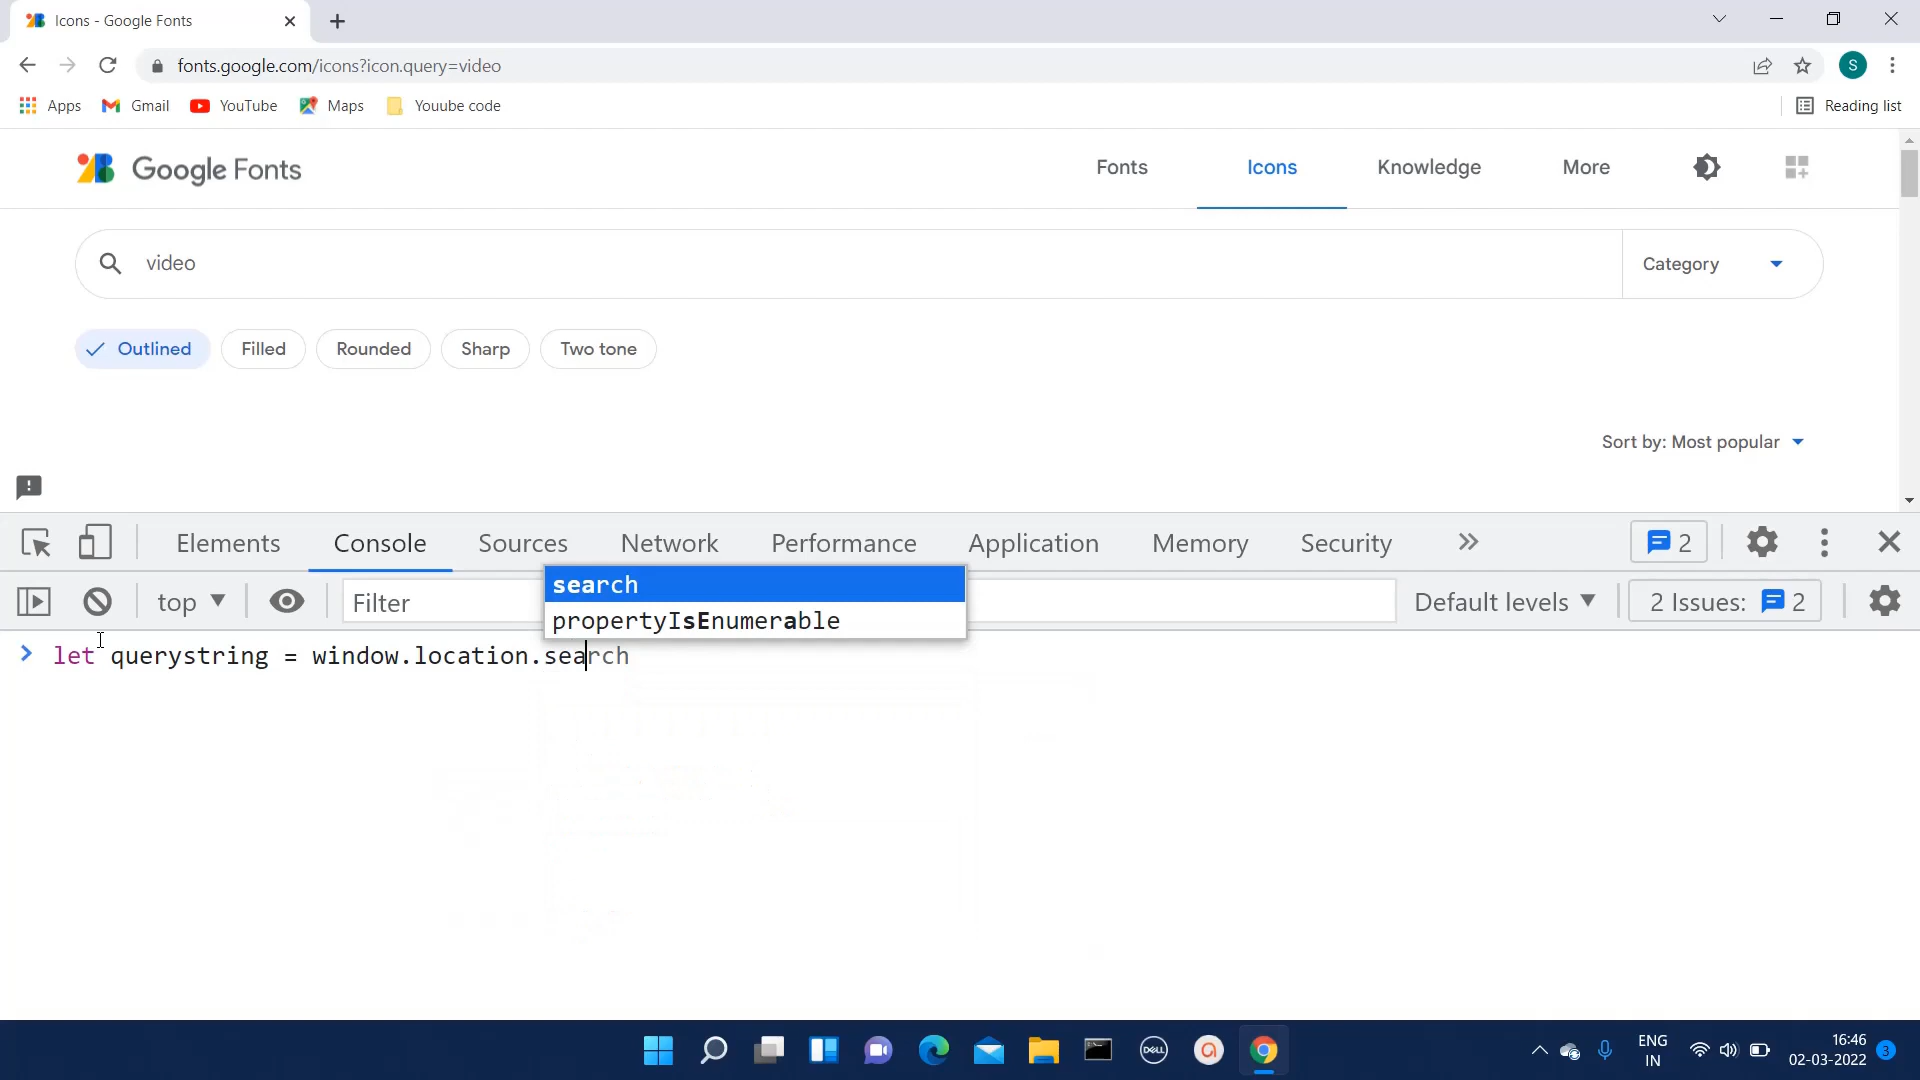 Icons - Google Fonts
fonts.google.com/icons?icon.query=video
S
Apps Gmail YouTube Maps Youube code Reading list
Google Fonts Fonts Icons Knowledge More
video Category
Outlined Filled Rounded Sharp Two tone
Sort by: Most popular
Elements Console Sources Network Performance Application Memory Security 2
top Filter Default levels 2 Issues: 2
search
propertyIsEnumerable
let querystring = window.location.search
DELL
ENG
IN
16:46
02-03-2022
3